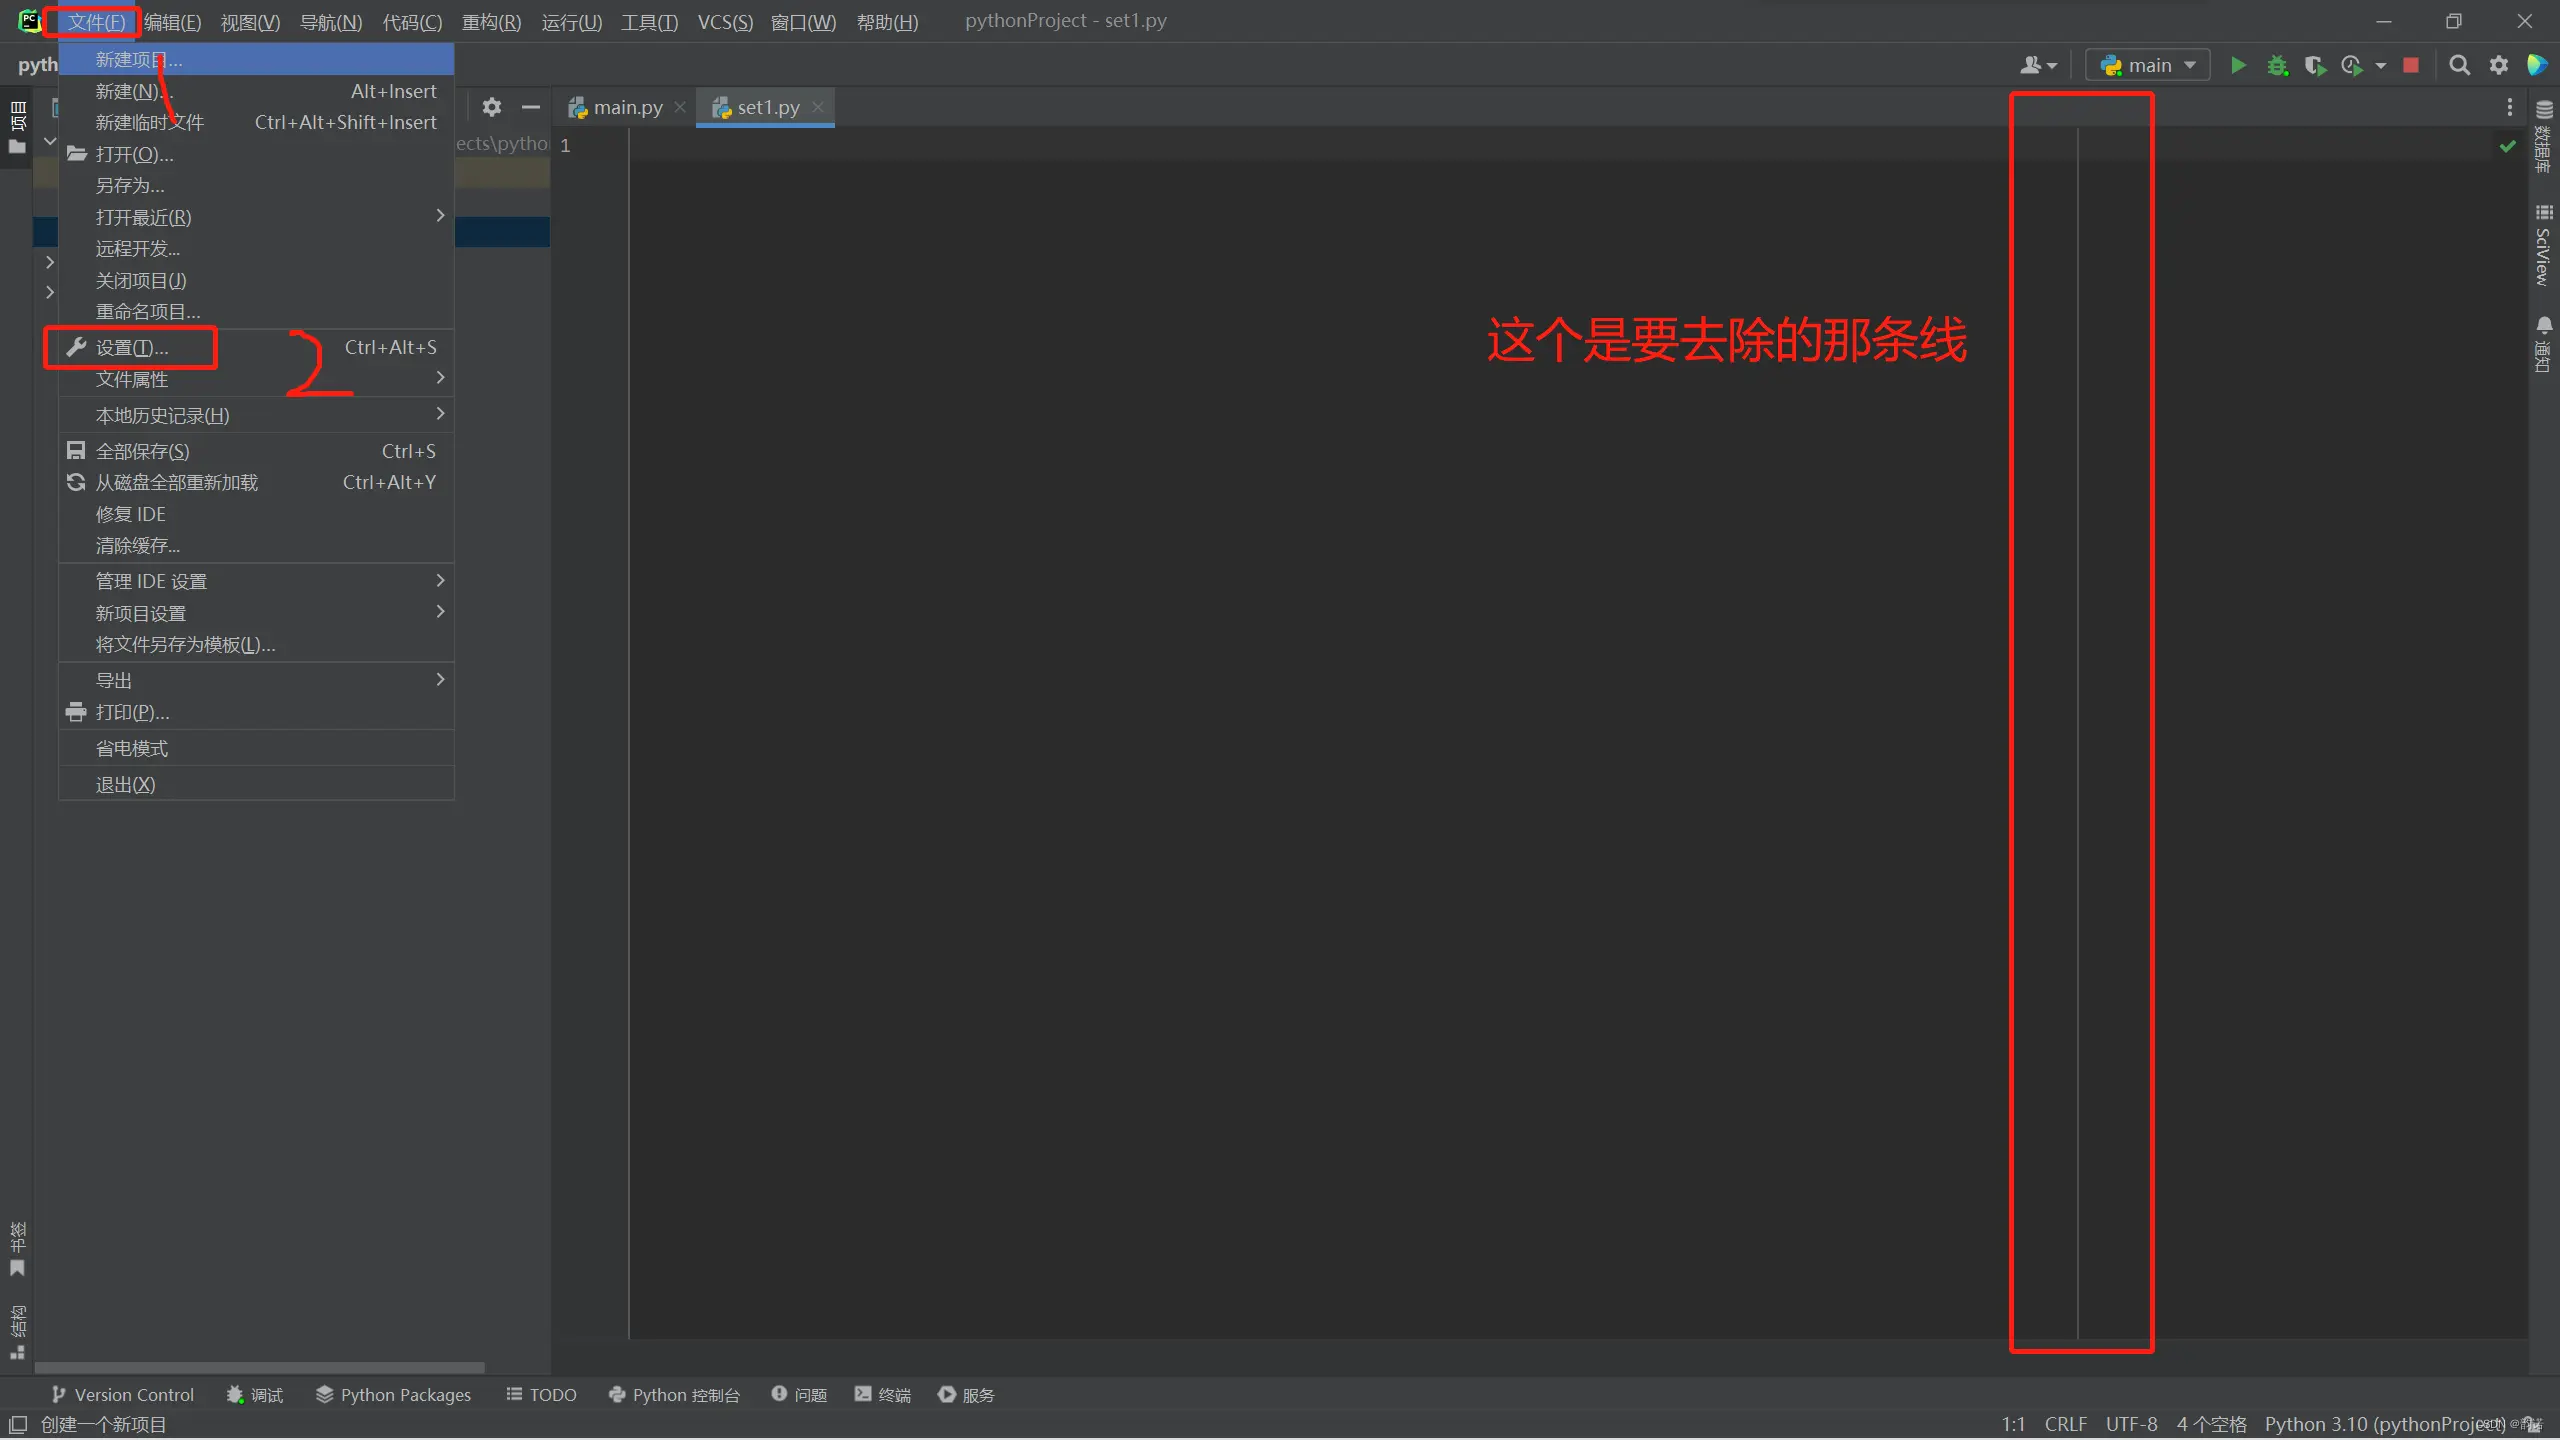 文件(F) 编辑(E) 视图(V) 导航(N) 代码(C) 重构(R) 运行(U) 工具(T) VCS(S) 窗口(W) 帮助(H) pythonProject - set1.py
pyth
main
新建项目...
新建(N)... Alt+Insert
新建临时文件 Ctrl+Alt+Shift+Insert
打开(O)...
另存为...
打开最近(R)
远程开发...
关闭项目(J)
重命名项目...
设置(T)... Ctrl+Alt+S
2
文件属性
本地历史记录(H)
全部保存(S) Ctrl+S
从磁盘全部重新加载 Ctrl+Alt+Y
修复 IDE
清除缓存...
管理 IDE 设置
新项目设置
将文件另存为模板(L)...
导出
打印(P)...
省电模式
退出(X)
项目
书签
结构
ects\pytho
main.py set1.py
1
这个是要去除的那条线
数据库
SciView
通知
Version Control 调试 Python Packages TODO Python 控制台 问题 终端 服务
创建一个新项目
1:1 CRLF UTF-8 4 个空格 Python 3.10 (pythonProject)